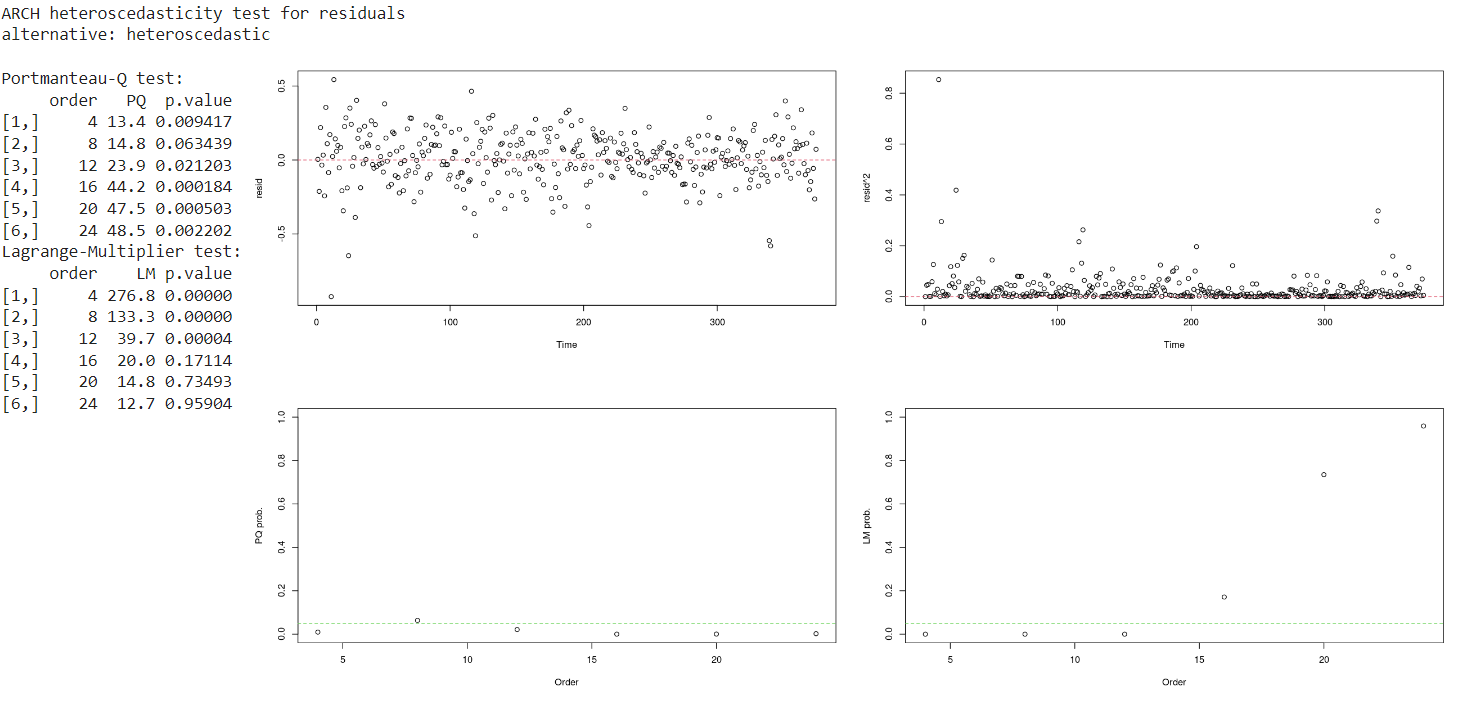 ARCH heteroscedasticity test for residuals
alternative: heteroscedastic
Portmanteau-Q test:
order PQ p.value
[1,] 4 13.4 0.009417
[2,] 8 14.8 0.063439
[3,] 12 23.9 0.021203
[4,] 16 44.2 0.000184
[5,] 20 47.5 0.000503
[6,] 24 48.5 0.002202
Lagrange-Multiplier test:
order LM p.value
[1,] 4 276.8 0.00000
[2,] 8 133.3 0.00000
[3,] 12 39.7 0.00004
[4,] 16 20.0 0.17114
[5,] 20 14.8 0.73493
[6,] 24 12.7 0.95904
resid
0.5
0.0
-0.5
0 100 200 300
Time
resid^2
0.8
0.6
0.4
0.2
0.0
0 100 200 300
Time
PQ prob.
1.0
0.8
0.6
0.4
0.2
0.0
5 10 15 20
Order
LM prob.
1.0
0.8
0.6
0.4
0.2
0.0
5 10 15 20
Order